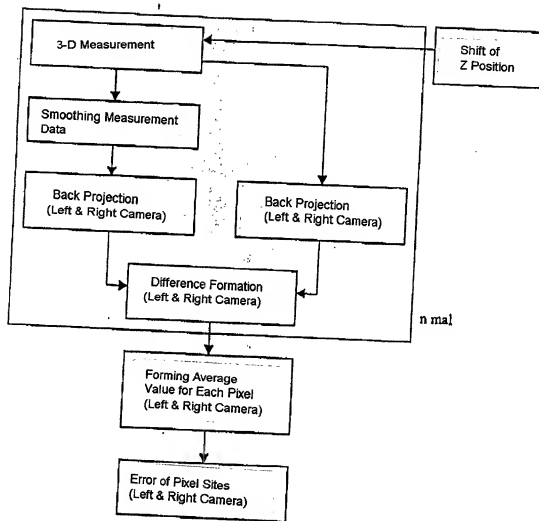 3-D Measurement
Shift of
Z Position
Smoothing Measurement
Data
Back Projection
(Left & Right Camera)
Back Projection
(Left & Right Camera)
Difference Formation
(Left & Right Camera)
n mal
Forming Average
Value for Each Pixel
(Left & Right Camera)
Error of Pixel Sites
(Left & Right Camera)